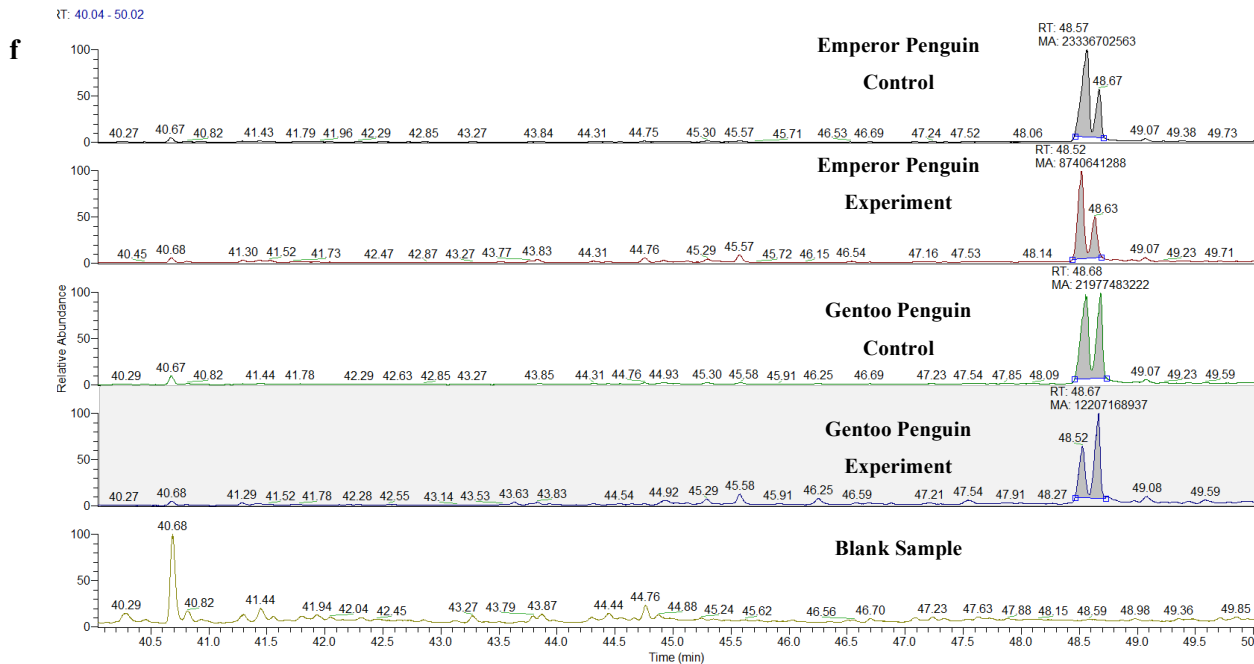 RT: 40.04 - 50.02
f
Emperor Penguin
Control
RT: 48.57
MA: 23336702563
100
50
0
40.27 40.67 40.82 41.43 41.79 41.96 42.29 42.85 43.27 43.84 44.31 44.75 45.30 45.57 45.71 46.53 46.69 47.24 47.52 48.06 48.67 49.07 49.38 49.73
Emperor Penguin
Experiment
RT: 48.52
MA: 8740641288
100
50
0
40.45 40.68 41.30 41.52 41.73 42.47 42.87 43.27 43.77 43.83 44.31 44.76 45.29 45.57 45.72 46.15 46.54 47.16 47.53 48.14 48.63 49.07 49.23 49.71
Gentoo Penguin
Control
RT: 48.68
MA: 21977483222
100
50
0
40.29 40.67 40.82 41.44 41.78 42.29 42.63 42.85 43.27 43.85 44.31 44.76 44.93 45.30 45.58 45.91 46.25 46.69 47.23 47.54 47.85 48.09 49.07 49.23 49.59
Relative Abundance
Gentoo Penguin
Experiment
RT: 48.67
MA: 12207168937
100
50
0
40.27 40.68 41.29 41.52 41.78 42.28 42.55 43.14 43.53 43.63 43.83 44.54 44.92 45.29 45.58 45.91 46.25 46.59 47.21 47.54 47.91 48.27 48.52 49.08 49.59
Blank Sample
100
50
0
40.29 40.68 40.82 41.44 41.94 42.04 42.45 43.27 43.79 43.87 44.44 44.76 44.88 45.24 45.62 46.56 46.70 47.23 47.63 47.88 48.15 48.59 48.98 49.36 49.85
40.5 41.0 41.5 42.0 42.5 43.0 43.5 44.0 44.5 45.0 45.5 46.0 46.5 47.0 47.5 48.0 48.5 49.0 49.5 50
Time (min)